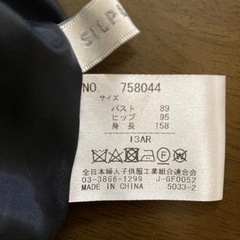 SILPI
NO. 758044
サイズ
バスト 89
ヒップ 95
身長 158
13AR
全日本婦人子供服工業組合連合会
03-3866-1299 J-GF0052
MADE IN CHINA 5033-2